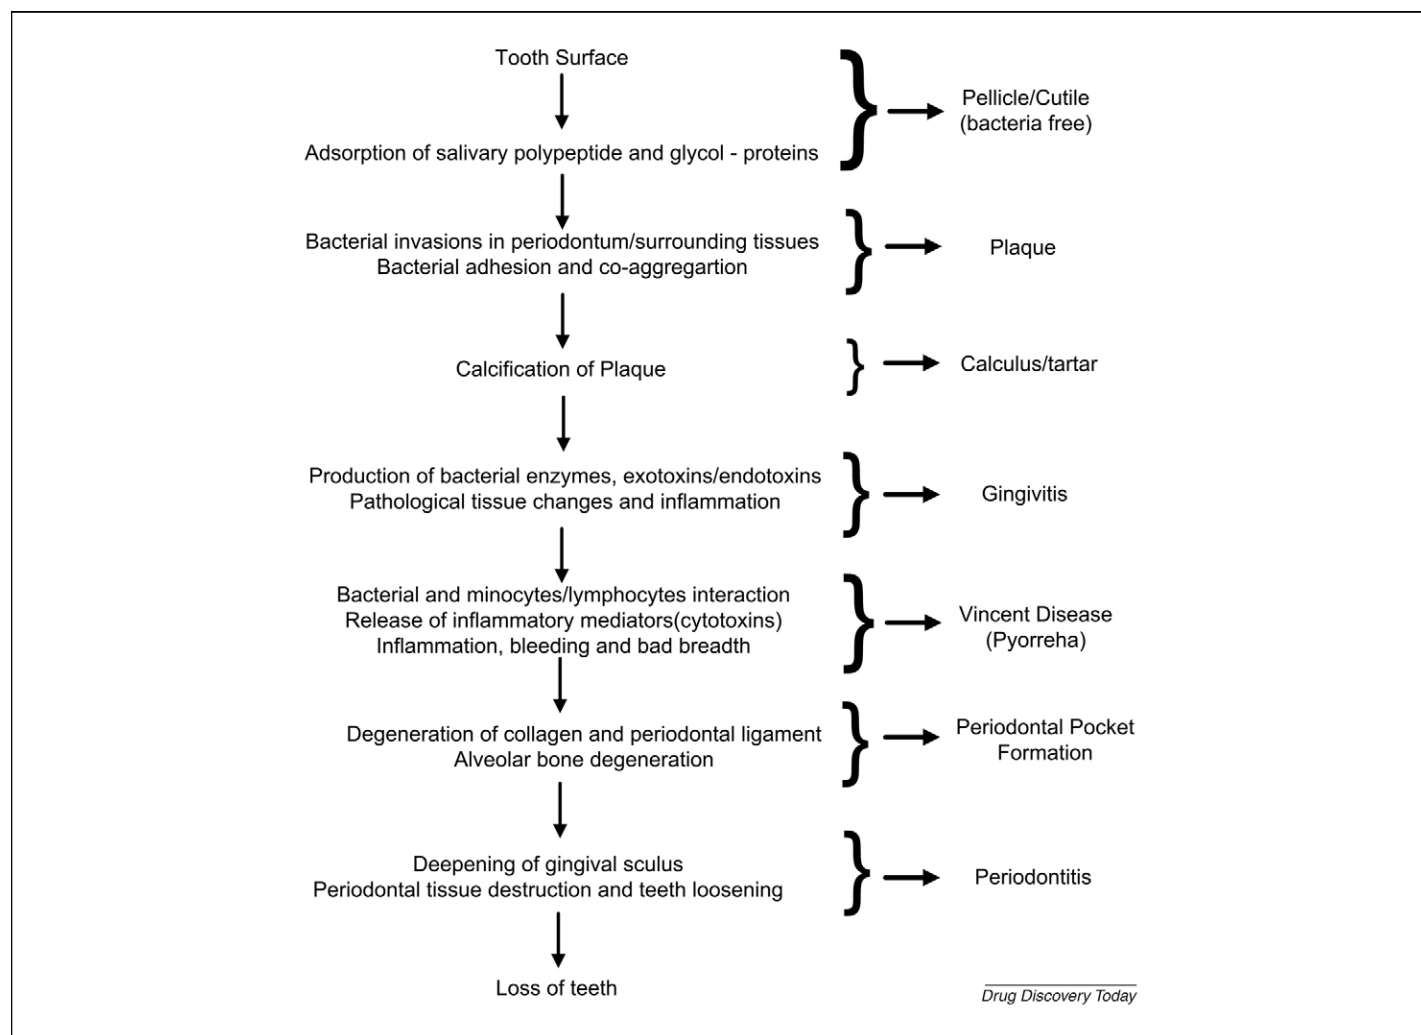 Tooth Surface
Adsorption of salivary polypeptide and glycol - proteins
Pellicle/Cutile
(bacteria free)
Bacterial invasions in periodontum/surrounding tissues
Bacterial adhesion and co-aggregartion
Plaque
Calcification of Plaque
Calculus/tartar
Production of bacterial enzymes, exotoxins/endotoxins
Pathological tissue changes and inflammation
Gingivitis
Bacterial and minocytes/lymphocytes interaction
Release of inflammatory mediators(cytotoxins)
Inflammation, bleeding and bad breadth
Vincent Disease
(Pyorreha)
Degeneration of collagen and periodontal ligament
Alveolar bone degeneration
Periodontal Pocket
Formation
Deepening of gingival sculus
Periodontal tissue destruction and teeth loosening
Periodontitis
Loss of teeth
Drug Discovery Today